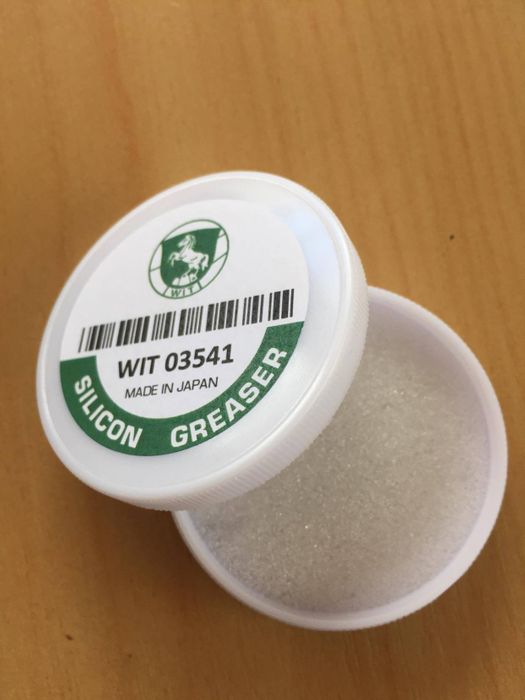 WIT
WIT 03541
MADE IN JAPAN
SILICON GREASER